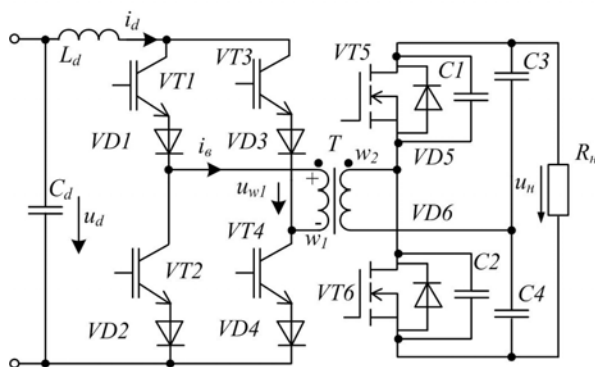 i_d
L_d
VT1
VT3
VT5
C1
C3
VD1
i_в
VD3
T
w_2
VD5
R_н
C_d
u_d
u_w1
+
-
w_1
VD6
u_н
VT2
VT4
VT6
C2
C4
VD2
VD4